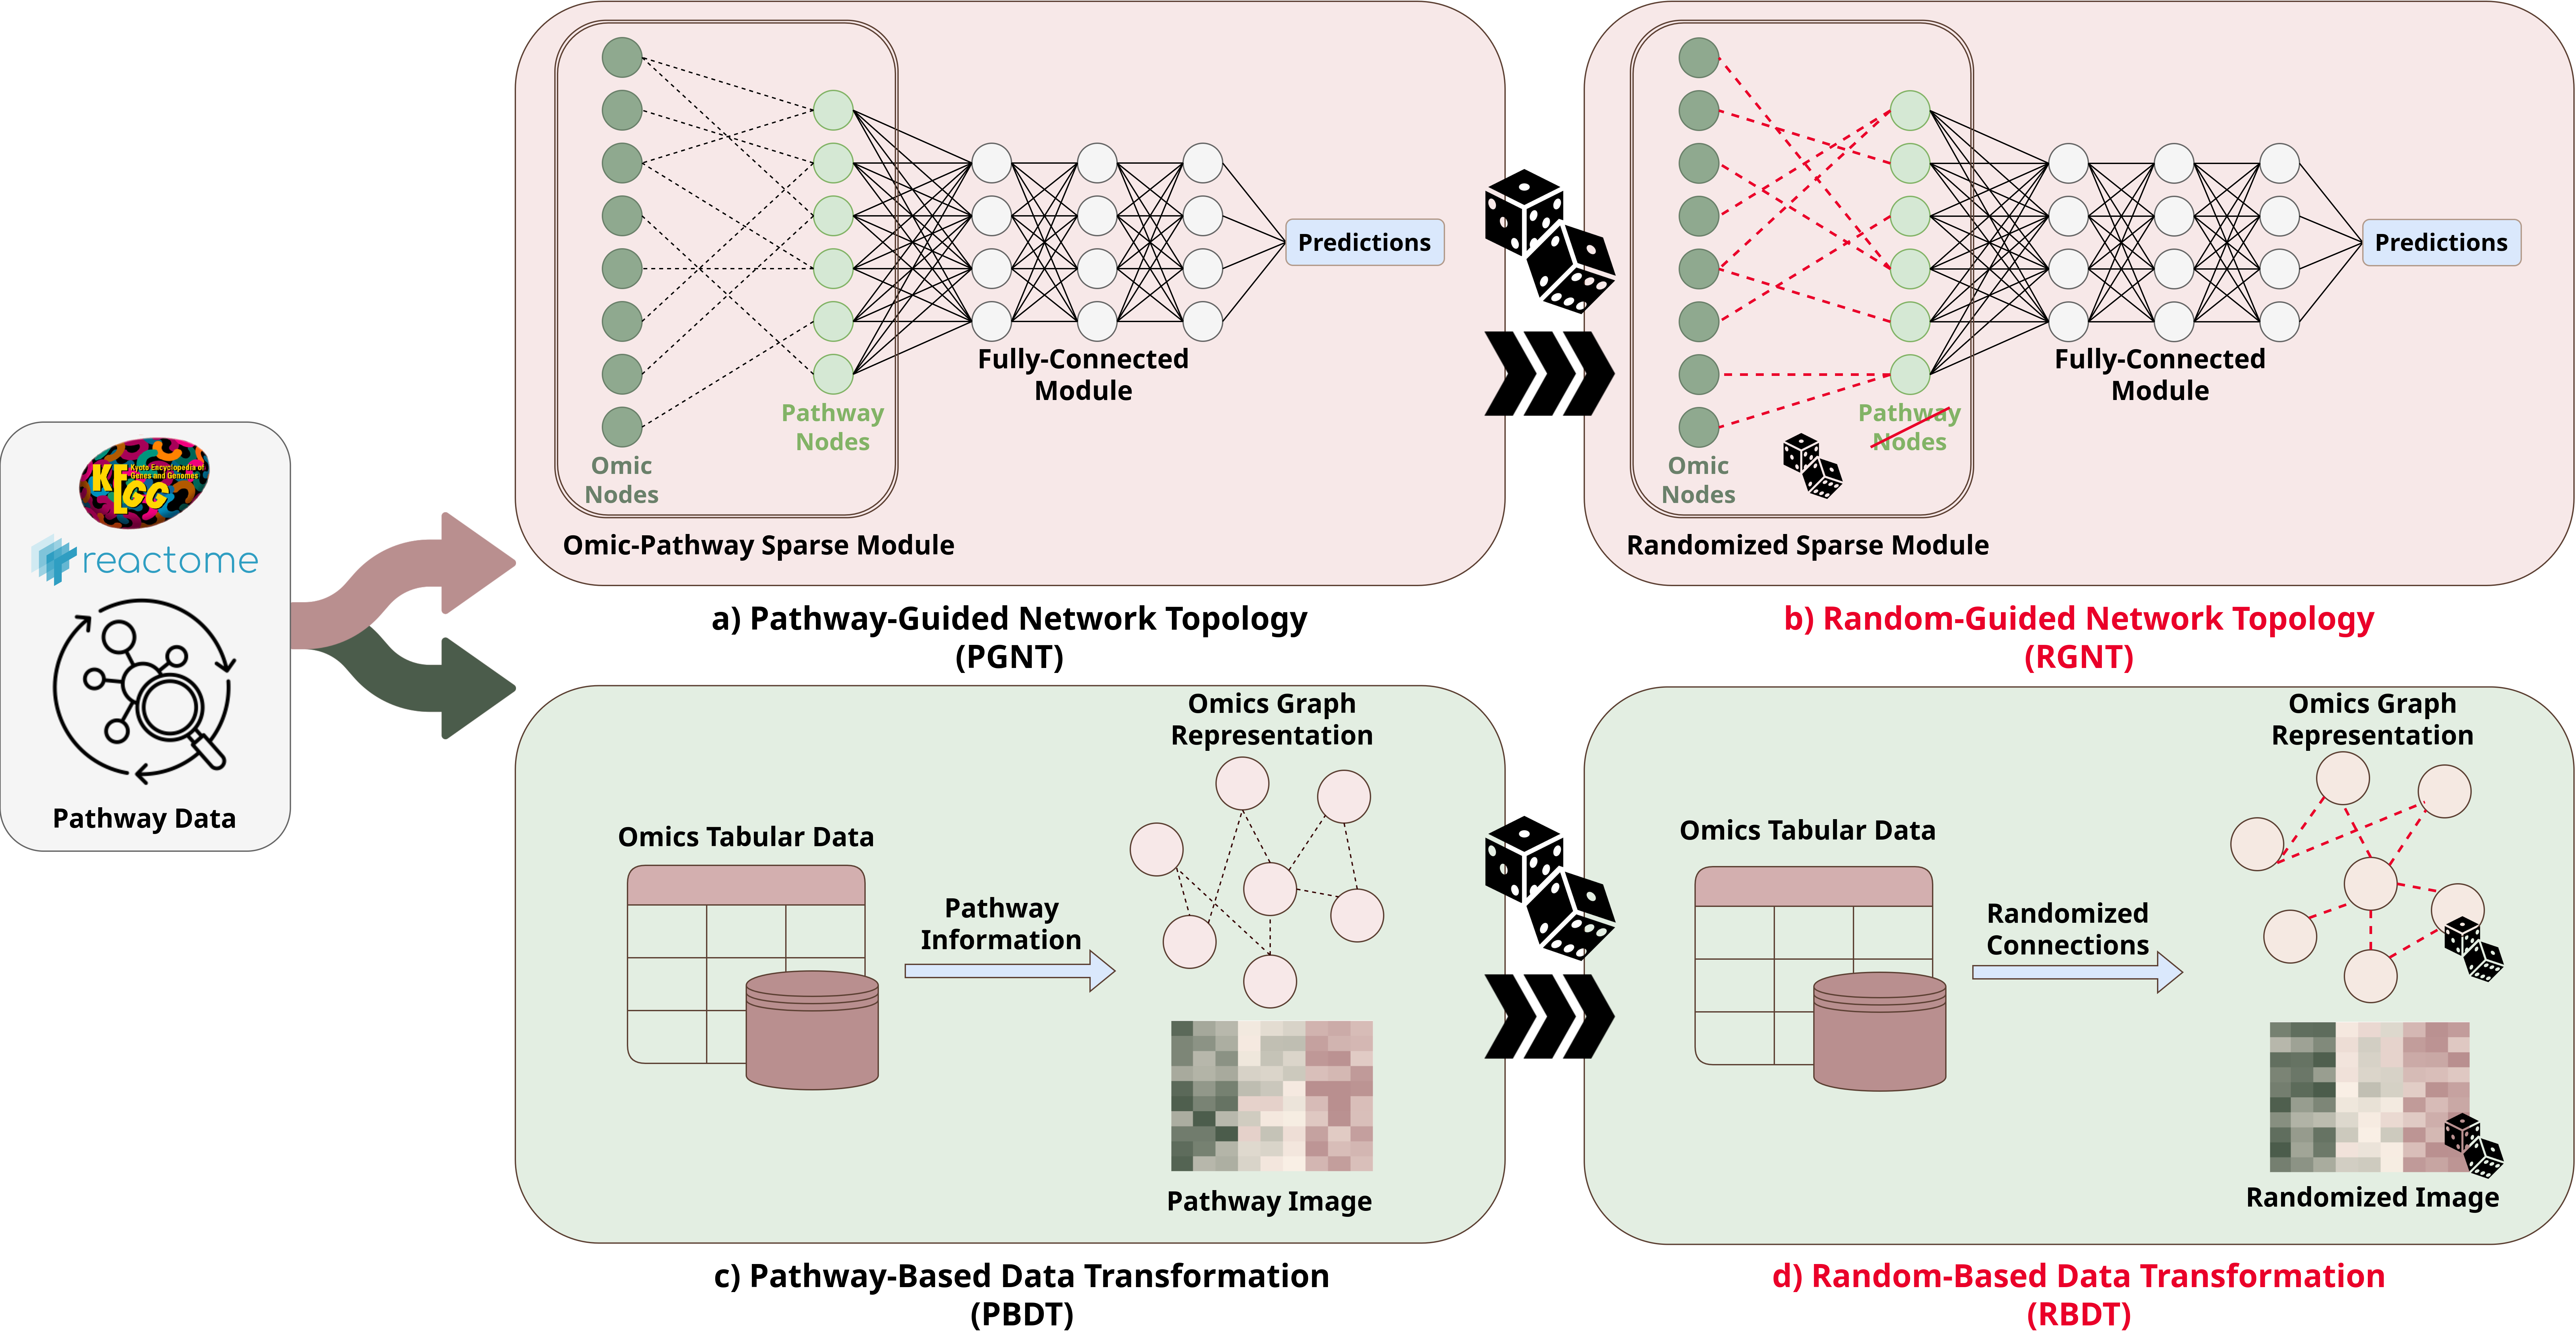 KEGG
Kyoto Encyclopedia of
Genes and Genomes
reactome
Pathway Data
Pathway
Nodes
Omic
Nodes
Fully-Connected
Module
Predictions
Omic-Pathway Sparse Module
a) Pathway-Guided Network Topology
(PGNT)
Pathway
Nodes
Omic
Nodes
Fully-Connected
Module
Predictions
Randomized Sparse Module
b) Random-Guided Network Topology
(RGNT)
Omics Tabular Data
Pathway
Information
Omics Graph
Representation
Pathway Image
c) Pathway-Based Data Transformation
(PBDT)
Omics Tabular Data
Randomized
Connections
Omics Graph
Representation
Randomized Image
d) Random-Based Data Transformation
(RBDT)